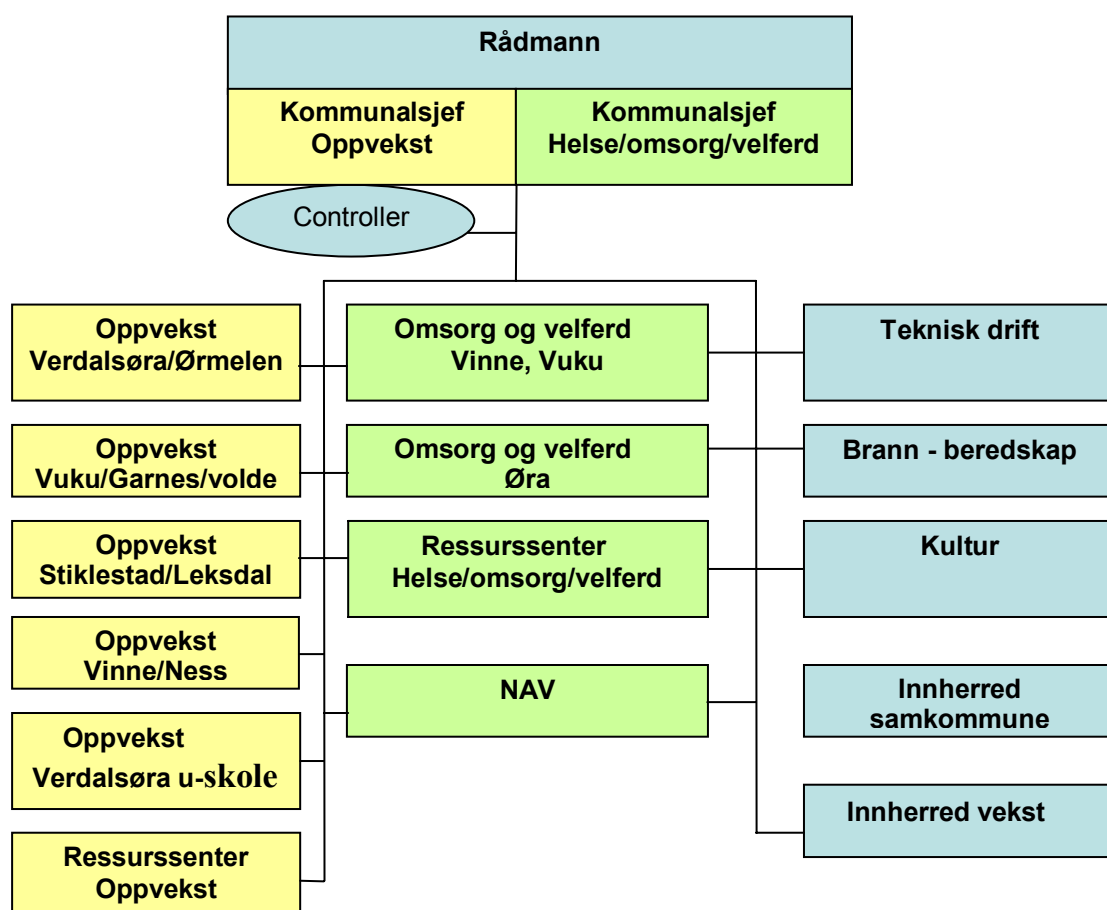 Rådmann
Kommunalsjef
Oppvekst
Kommunalsjef
Helse/omsorg/velferd
Controller
Oppvekst
Verdalsøra/Ørmelen
Oppvekst
Vuku/Garnes/volde
Oppvekst
Stiklestad/Leksdal
Oppvekst
Vinne/Ness
Oppvekst
Verdalsøra u-skole
Ressurssenter
Oppvekst
Omsorg og velferd
Vinne, Vuku
Omsorg og velferd
Øra
Ressurssenter
Helse/omsorg/velferd
NAV
Teknisk drift
Brann - beredskap
Kultur
Innherred
samkommune
Innherred vekst